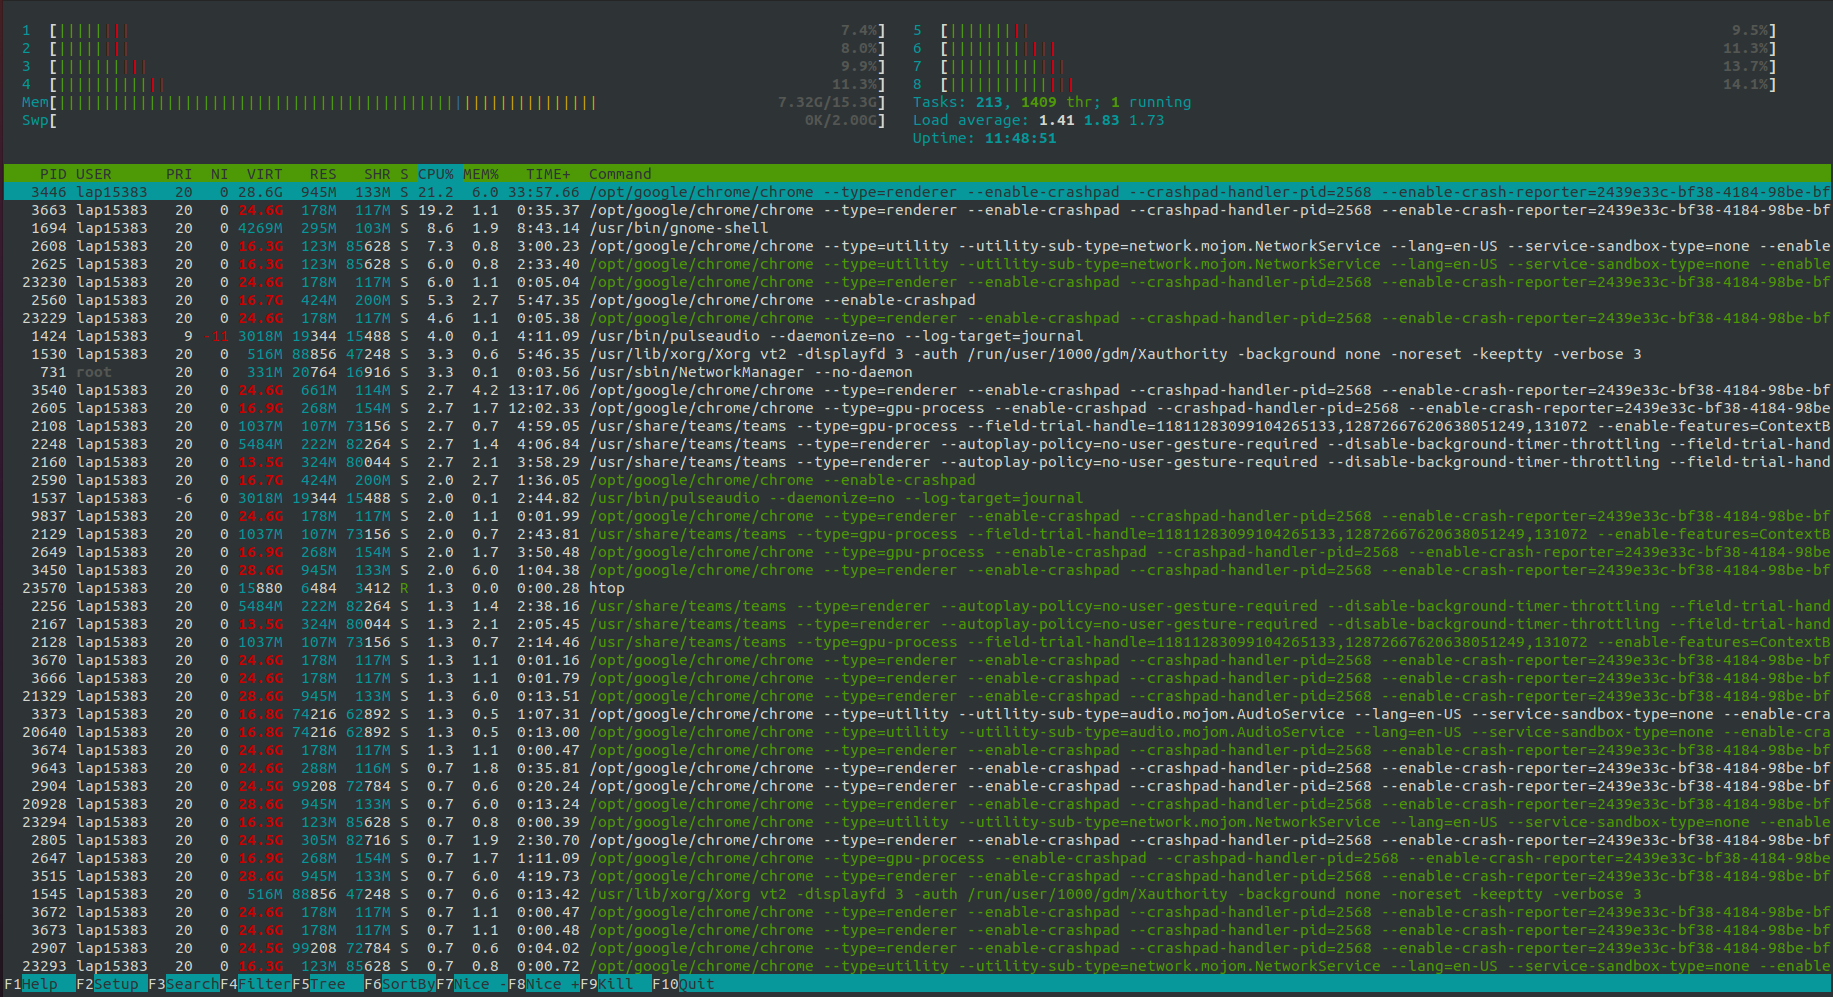 1 [|||||||| 7.4%] 5 [||||||||| 9.5%]
2 [|||||||| 8.0%] 6 [|||||||||||| 11.3%]
3 [|||||||||| 9.9%] 7 [||||||||||||| 13.7%]
4 [|||||||||||| 11.3%] 8 [|||||||||||||| 14.1%]
Mem[|||||||||||||||||||||||||||||||||||||||||||||||||||||||||||| 7.32G/15.3G] Tasks: 213, 1409 thr; 1 running
Swp[ 0K/2.00G] Load average: 1.41 1.83 1.73
Uptime: 11:48:51
PID USER PRI NI VIRT RES SHR S CPU% MEM% TIME+ Command
3446 lap15383 20 0 28.6G 945M 133M S 21.2 6.0 33:57.66 /opt/google/chrome/chrome --type=renderer --enable-crashpad --crashpad-handler-pid=2568 --enable-crash-reporter=2439e33c-bf38-4184-98be-bf
3663 lap15383 20 0 24.6G 178M 117M S 19.2 1.1 0:35.37 /opt/google/chrome/chrome --type=renderer --enable-crashpad --crashpad-handler-pid=2568 --enable-crash-reporter=2439e33c-bf38-4184-98be-bf
1694 lap15383 20 0 4269M 295M 103M S 8.6 1.9 8:43.14 /usr/bin/gnome-shell
2608 lap15383 20 0 16.3G 123M 85628 S 7.3 0.8 3:00.23 /opt/google/chrome/chrome --type=utility --utility-sub-type=network.mojom.NetworkService --lang=en-US --service-sandbox-type=none --enable
2625 lap15383 20 0 16.3G 123M 85628 S 6.0 0.8 2:33.40 /opt/google/chrome/chrome --type=utility --utility-sub-type=network.mojom.NetworkService --lang=en-US --service-sandbox-type=none --enable
23230 lap15383 20 0 24.6G 178M 117M S 6.0 1.1 0:05.04 /opt/google/chrome/chrome --type=renderer --enable-crashpad --crashpad-handler-pid=2568 --enable-crash-reporter=2439e33c-bf38-4184-98be-bf
2560 lap15383 20 0 16.7G 424M 200M S 5.3 2.7 5:47.35 /opt/google/chrome/chrome --enable-crashpad
23229 lap15383 20 0 24.6G 178M 117M S 4.6 1.1 0:05.38 /opt/google/chrome/chrome --type=renderer --enable-crashpad --crashpad-handler-pid=2568 --enable-crash-reporter=2439e33c-bf38-4184-98be-bf
1424 lap15383 9 -11 3018M 19344 15488 S 4.0 0.1 4:11.09 /usr/bin/pulseaudio --daemonize=no --log-target=journal
1530 lap15383 20 0 516M 88856 47248 S 3.3 0.6 5:46.35 /usr/lib/xorg/Xorg vt2 -displayfd 3 -auth /run/user/1000/gdm/Xauthority -background none -noreset -keeptty -verbose 3
731 root 20 0 331M 20764 16916 S 3.3 0.1 0:03.56 /usr/sbin/NetworkManager --no-daemon
3540 lap15383 20 0 24.6G 661M 114M S 2.7 4.2 13:17.06 /opt/google/chrome/chrome --type=renderer --enable-crashpad --crashpad-handler-pid=2568 --enable-crash-reporter=2439e33c-bf38-4184-98be-bf
2605 lap15383 20 0 16.9G 268M 154M S 2.7 1.7 12:02.33 /opt/google/chrome/chrome --type=gpu-process --enable-crashpad --crashpad-handler-pid=2568 --enable-crash-reporter=2439e33c-bf38-4184-98be
2108 lap15383 20 0 1037M 107M 73156 S 2.7 0.7 4:59.05 /usr/share/teams/teams --type=gpu-process --field-trial-handle=11811283099104265133,12872667620638051249,131072 --enable-features=ContextB
2248 lap15383 20 0 5484M 222M 82264 S 2.7 1.4 4:06.84 /usr/share/teams/teams --type=renderer --autoplay-policy=no-user-gesture-required --disable-background-timer-throttling --field-trial-hand
2160 lap15383 20 0 13.5G 324M 80044 S 2.7 2.1 3:58.29 /usr/share/teams/teams --type=renderer --autoplay-policy=no-user-gesture-required --disable-background-timer-throttling --field-trial-hand
2590 lap15383 20 0 16.7G 424M 200M S 2.0 2.7 1:36.05 /opt/google/chrome/chrome --enable-crashpad
1537 lap15383 -6 0 3018M 19344 15488 S 2.0 0.1 2:44.82 /usr/bin/pulseaudio --daemonize=no --log-target=journal
9837 lap15383 20 0 24.6G 178M 117M S 2.0 1.1 0:01.99 /opt/google/chrome/chrome --type=renderer --enable-crashpad --crashpad-handler-pid=2568 --enable-crash-reporter=2439e33c-bf38-4184-98be-bf
2129 lap15383 20 0 1037M 107M 73156 S 2.0 0.7 2:43.81 /usr/share/teams/teams --type=gpu-process --field-trial-handle=11811283099104265133,12872667620638051249,131072 --enable-features=ContextB
2649 lap15383 20 0 16.9G 268M 154M S 2.0 1.7 3:50.48 /opt/google/chrome/chrome --type=gpu-process --enable-crashpad --crashpad-handler-pid=2568 --enable-crash-reporter=2439e33c-bf38-4184-98be
3450 lap15383 20 0 28.6G 945M 133M S 2.0 6.0 1:04.38 /opt/google/chrome/chrome --type=renderer --enable-crashpad --crashpad-handler-pid=2568 --enable-crash-reporter=2439e33c-bf38-4184-98be-bf
23570 lap15383 20 0 15880 6484 3412 R 1.3 0.0 0:00.28 htop
2256 lap15383 20 0 5484M 222M 82264 S 1.3 1.4 2:38.16 /usr/share/teams/teams --type=renderer --autoplay-policy=no-user-gesture-required --disable-background-timer-throttling --field-trial-hand
2167 lap15383 20 0 13.5G 324M 80044 S 1.3 2.1 2:05.45 /usr/share/teams/teams --type=renderer --autoplay-policy=no-user-gesture-required --disable-background-timer-throttling --field-trial-hand
2128 lap15383 20 0 1037M 107M 73156 S 1.3 0.7 2:14.46 /usr/share/teams/teams --type=gpu-process --field-trial-handle=11811283099104265133,12872667620638051249,131072 --enable-features=ContextB
3670 lap15383 20 0 24.6G 178M 117M S 1.3 1.1 0:01.16 /opt/google/chrome/chrome --type=renderer --enable-crashpad --crashpad-handler-pid=2568 --enable-crash-reporter=2439e33c-bf38-4184-98be-bf
3666 lap15383 20 0 24.6G 178M 117M S 1.3 1.1 0:01.79 /opt/google/chrome/chrome --type=renderer --enable-crashpad --crashpad-handler-pid=2568 --enable-crash-reporter=2439e33c-bf38-4184-98be-bf
21329 lap15383 20 0 28.6G 945M 133M S 1.3 6.0 0:13.51 /opt/google/chrome/chrome --type=renderer --enable-crashpad --crashpad-handler-pid=2568 --enable-crash-reporter=2439e33c-bf38-4184-98be-bf
3373 lap15383 20 0 16.8G 74216 62892 S 1.3 0.5 1:07.31 /opt/google/chrome/chrome --type=utility --utility-sub-type=audio.mojom.AudioService --lang=en-US --service-sandbox-type=none --enable-cra
20640 lap15383 20 0 16.8G 74216 62892 S 1.3 0.5 0:13.00 /opt/google/chrome/chrome --type=utility --utility-sub-type=audio.mojom.AudioService --lang=en-US --service-sandbox-type=none --enable-cra
3674 lap15383 20 0 24.6G 178M 117M S 1.3 1.1 0:00.47 /opt/google/chrome/chrome --type=renderer --enable-crashpad --crashpad-handler-pid=2568 --enable-crash-reporter=2439e33c-bf38-4184-98be-bf
9643 lap15383 20 0 24.6G 288M 116M S 0.7 1.8 0:35.81 /opt/google/chrome/chrome --type=renderer --enable-crashpad --crashpad-handler-pid=2568 --enable-crash-reporter=2439e33c-bf38-4184-98be-bf
2904 lap15383 20 0 24.5G 99208 72784 S 0.7 0.6 0:20.24 /opt/google/chrome/chrome --type=renderer --enable-crashpad --crashpad-handler-pid=2568 --enable-crash-reporter=2439e33c-bf38-4184-98be-bf
20928 lap15383 20 0 28.6G 945M 133M S 0.7 6.0 0:13.24 /opt/google/chrome/chrome --type=renderer --enable-crashpad --crashpad-handler-pid=2568 --enable-crash-reporter=2439e33c-bf38-4184-98be-bf
23294 lap15383 20 0 16.3G 123M 85628 S 0.7 0.8 0:00.39 /opt/google/chrome/chrome --type=utility --utility-sub-type=network.mojom.NetworkService --lang=en-US --service-sandbox-type=none --enable
2805 lap15383 20 0 24.5G 305M 82716 S 0.7 1.9 2:30.70 /opt/google/chrome/chrome --type=renderer --enable-crashpad --crashpad-handler-pid=2568 --enable-crash-reporter=2439e33c-bf38-4184-98be-bf
2647 lap15383 20 0 16.9G 268M 154M S 0.7 1.7 1:11.09 /opt/google/chrome/chrome --type=gpu-process --enable-crashpad --crashpad-handler-pid=2568 --enable-crash-reporter=2439e33c-bf38-4184-98be
3515 lap15383 20 0 28.6G 945M 133M S 0.7 6.0 4:19.73 /opt/google/chrome/chrome --type=renderer --enable-crashpad --crashpad-handler-pid=2568 --enable-crash-reporter=2439e33c-bf38-4184-98be-bf
1545 lap15383 20 0 516M 88856 47248 S 0.7 0.6 0:13.42 /usr/lib/xorg/Xorg vt2 -displayfd 3 -auth /run/user/1000/gdm/Xauthority -background none -noreset -keeptty -verbose 3
3672 lap15383 20 0 24.6G 178M 117M S 0.7 1.1 0:00.47 /opt/google/chrome/chrome --type=renderer --enable-crashpad --crashpad-handler-pid=2568 --enable-crash-reporter=2439e33c-bf38-4184-98be-bf
3673 lap15383 20 0 24.6G 178M 117M S 0.7 1.1 0:00.48 /opt/google/chrome/chrome --type=renderer --enable-crashpad --crashpad-handler-pid=2568 --enable-crash-reporter=2439e33c-bf38-4184-98be-bf
2907 lap15383 20 0 24.5G 99208 72784 S 0.7 0.6 0:04.02 /opt/google/chrome/chrome --type=renderer --enable-crashpad --crashpad-handler-pid=2568 --enable-crash-reporter=2439e33c-bf38-4184-98be-bf
23293 lap15383 20 0 16.3G 123M 85628 S 0.7 0.8 0:00.72 /opt/google/chrome/chrome --type=utility --utility-sub-type=network.mojom.NetworkService --lang=en-US --service-sandbox-type=none --enable
F1Help F2Setup F3SearchF4FilterF5Tree F6SortByF7Nice -F8Nice +F9Kill F10Quit